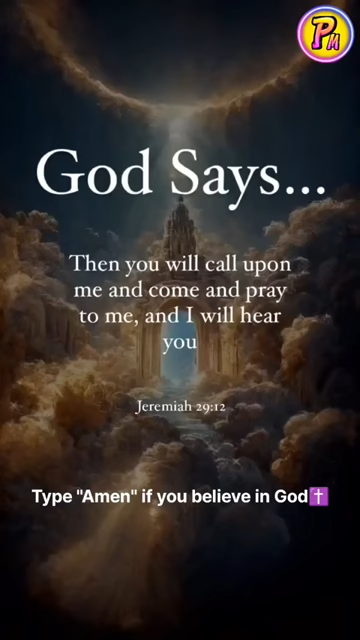 PM
God Says...
Then you will call upon
me and come and pray
to me, and I will hear
you
Jeremiah 29:12
Type "Amen" if you believe in God✝️